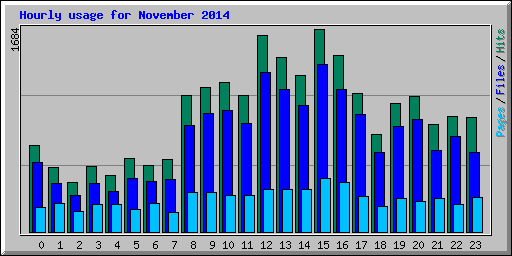 Hourly usage for November 2014
1684
Pages / Files / Hits
0 1 2 3 4 5 6 7 8 9 10 11 12 13 14 15 16 17 18 19 20 21 22 23